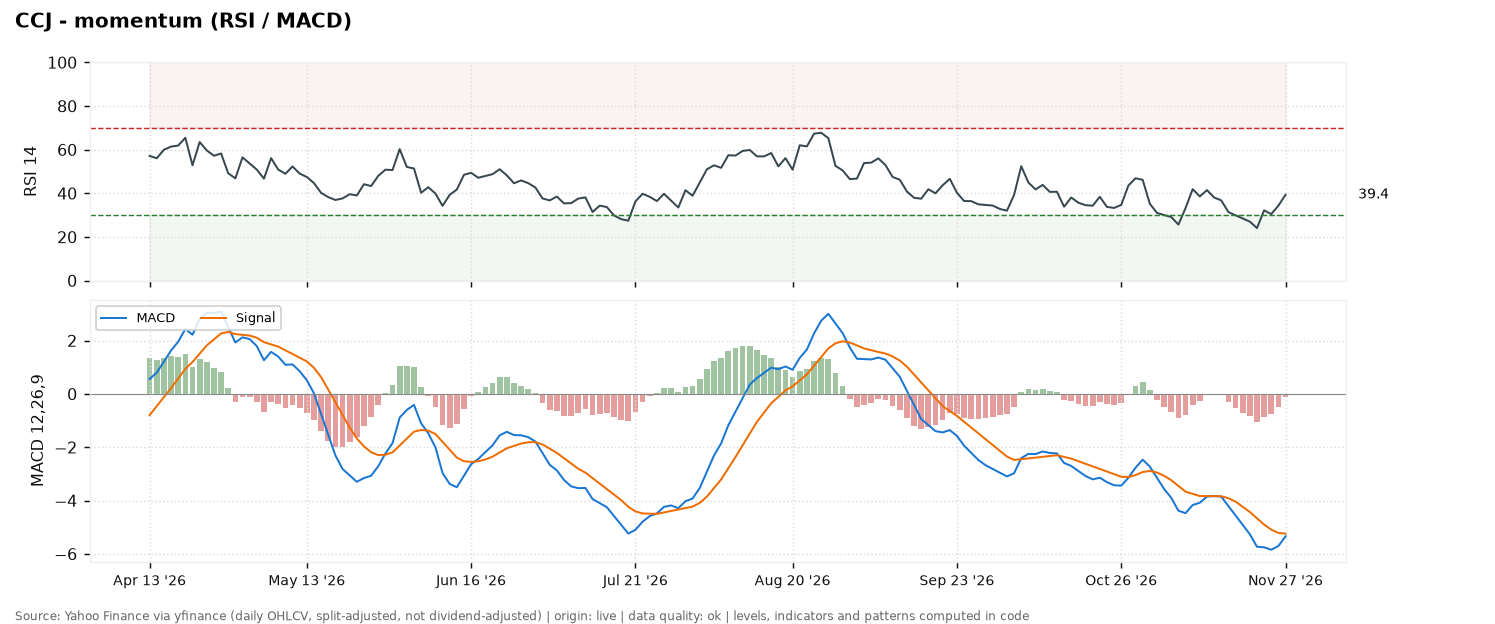 CCJ - momentum (RSI / MACD)
100
80
60
40
20
0
RSI 14
39.4
MACD
Signal
2
0
−2
−4
−6
MACD 12,26,9
Apr 13 '26
May 13 '26
Jun 16 '26
Jul 21 '26
Aug 20 '26
Sep 23 '26
Oct 26 '26
Nov 27 '26
Source: Yahoo Finance via yfinance (daily OHLCV, split-adjusted, not dividend-adjusted) | origin: live | data quality: ok | levels, indicators and patterns computed in code